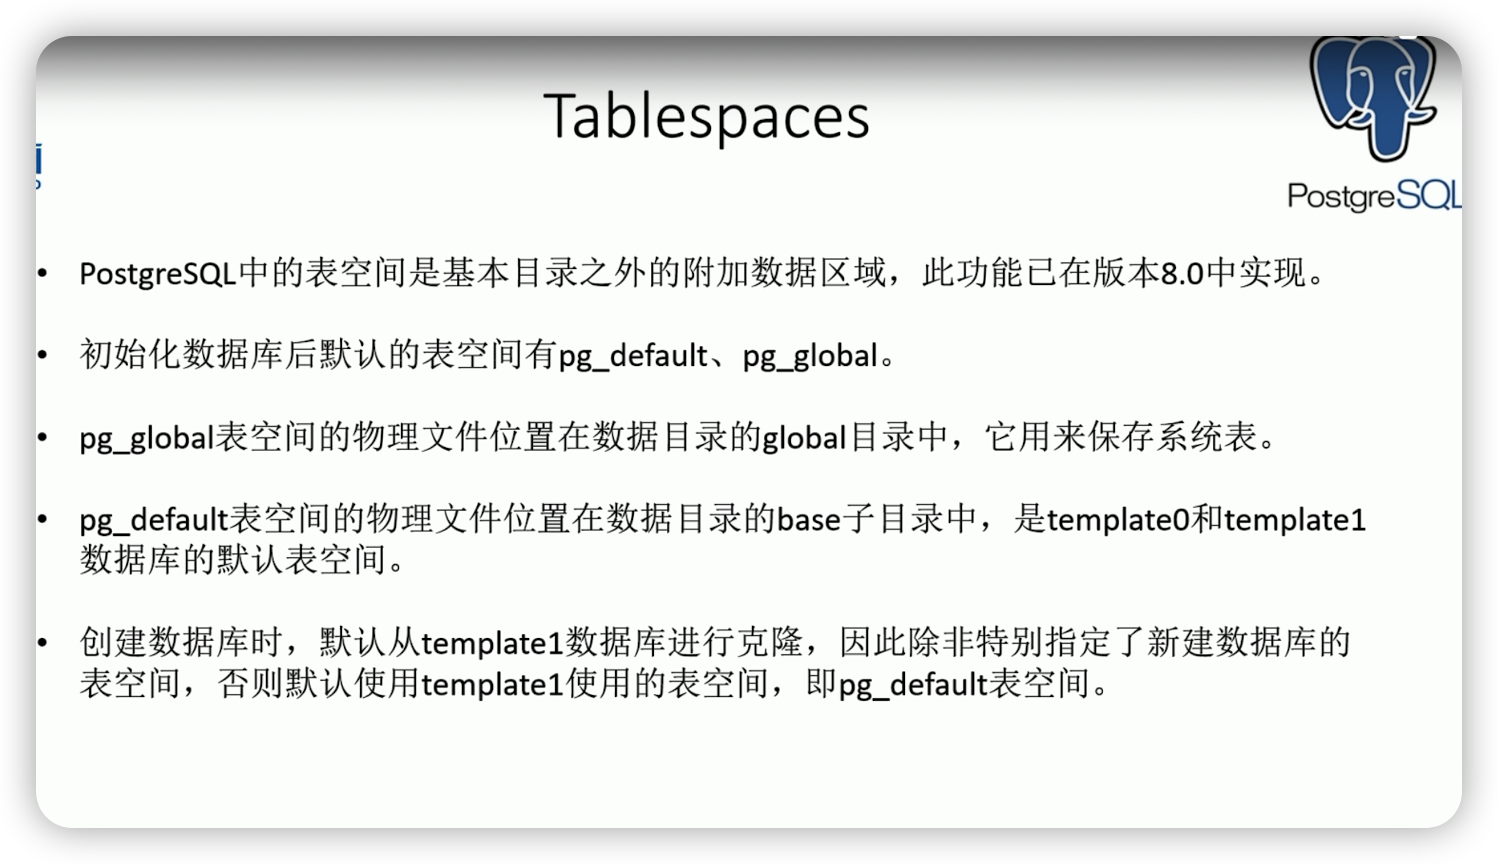 Tablespaces
PostgreSQL
• PostgreSQL中的表空间是基本目录之外的附加数据区域，此功能已在版本8.0中实现。
• 初始化数据库后默认的表空间有pg_default、pg_global。
• pg_global表空间的物理文件位置在数据目录的global目录中，它用来保存系统表。
• pg_default表空间的物理文件位置在数据目录的base子目录中，是template0和template1
数据库的默认表空间。
• 创建数据库时，默认从template1数据库进行克隆，因此除非特别指定了新建数据库的
表空间，否则默认使用template1使用的表空间，即pg_default表空间。